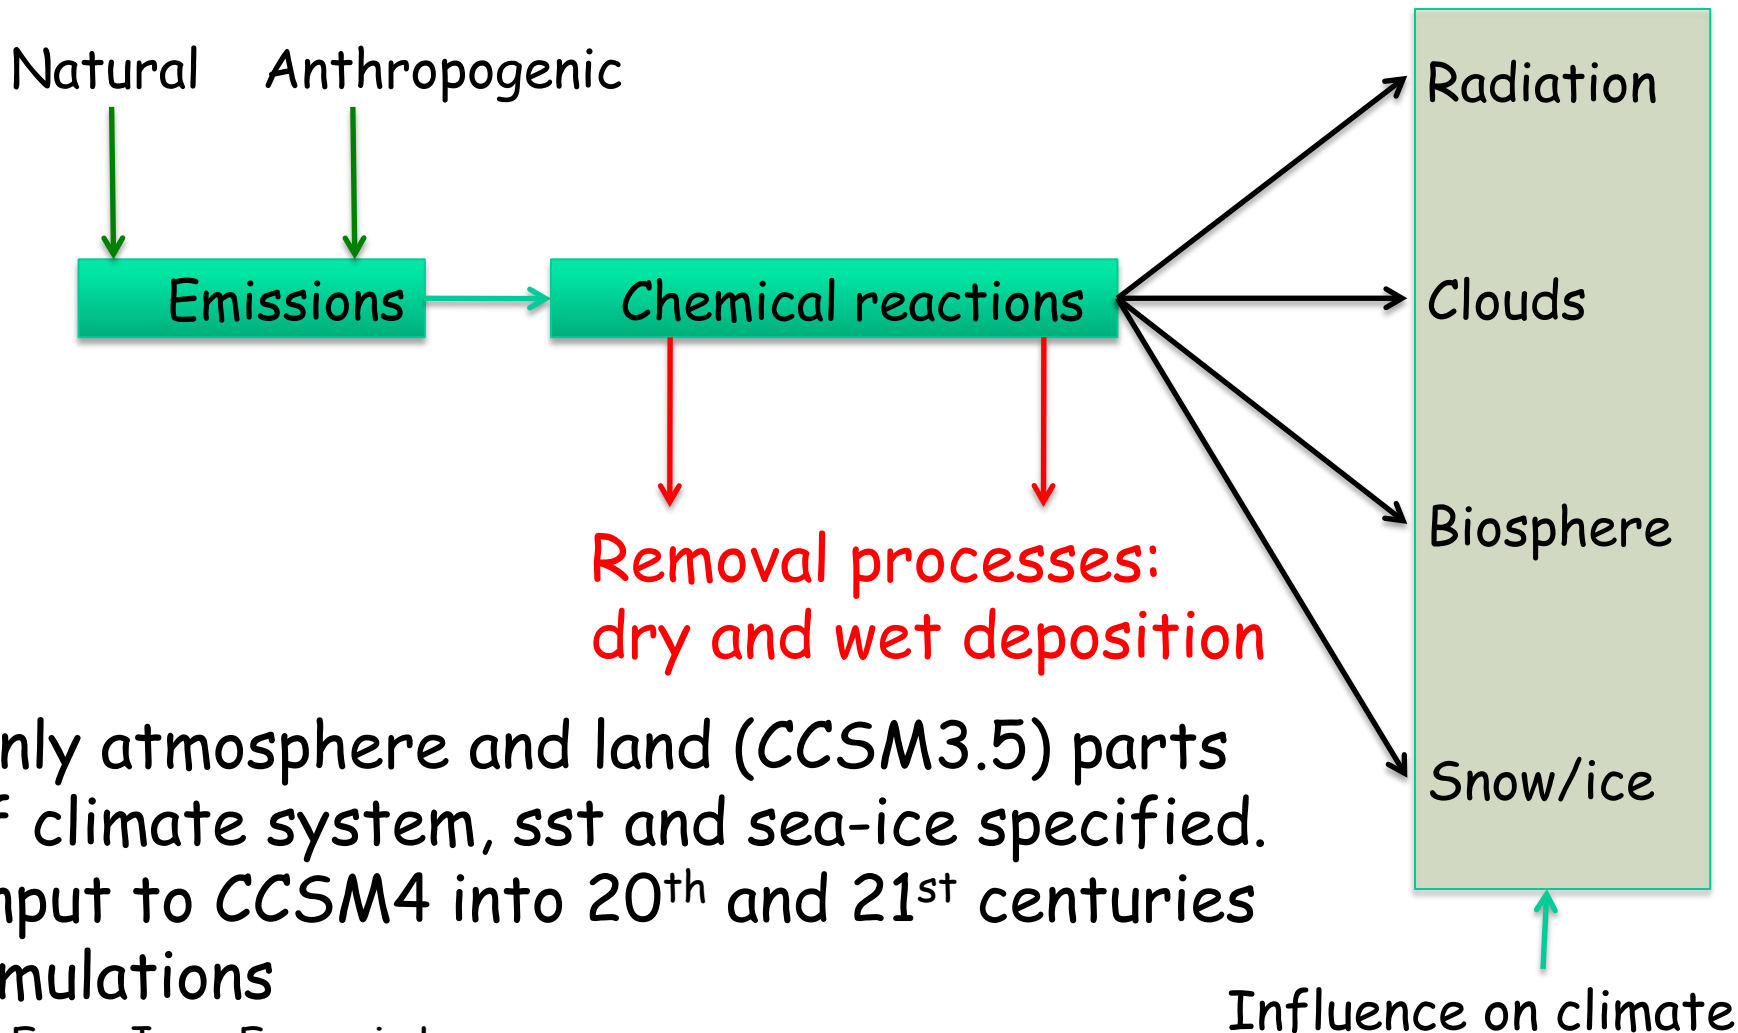 Natural
Anthropogenic
Emissions
Chemical reactions
Radiation
Clouds
Biosphere
Snow/ice
Removal processes:
dry and wet deposition
nly atmosphere and land (CCSM3.5) parts
f climate system, sst and sea-ice specified.
nput to CCSM4 into 20th and 21st centuries
mulations
Influence on climate